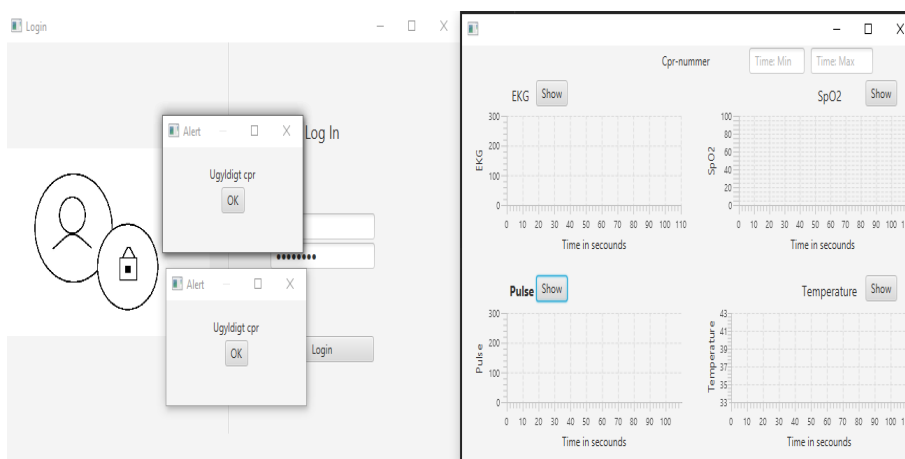 Login
Log In
Alert
Ugyldigt cpr
OK
Alert
Ugyldigt cpr
OK
Login
Cpr-nummer Time: Min Time: Max
EKG Show
300
200
100
0
EKG
0 10 20 30 40 50 60 70 80 90 100 110
Time in seconds
SpO2 Show
100
80
60
40
20
0
SpO2
0 10 20 30 40 50 60 70 80 90 100
Time in seconds
Pulse Show
300
200
100
0
Pulse
0 10 20 30 40 50 60 70 80 90 100
Time in seconds
Temperature Show
43
41
39
37
35
33
Temperature
0 10 20 30 40 50 60 70 80 90 100
Time in seconds